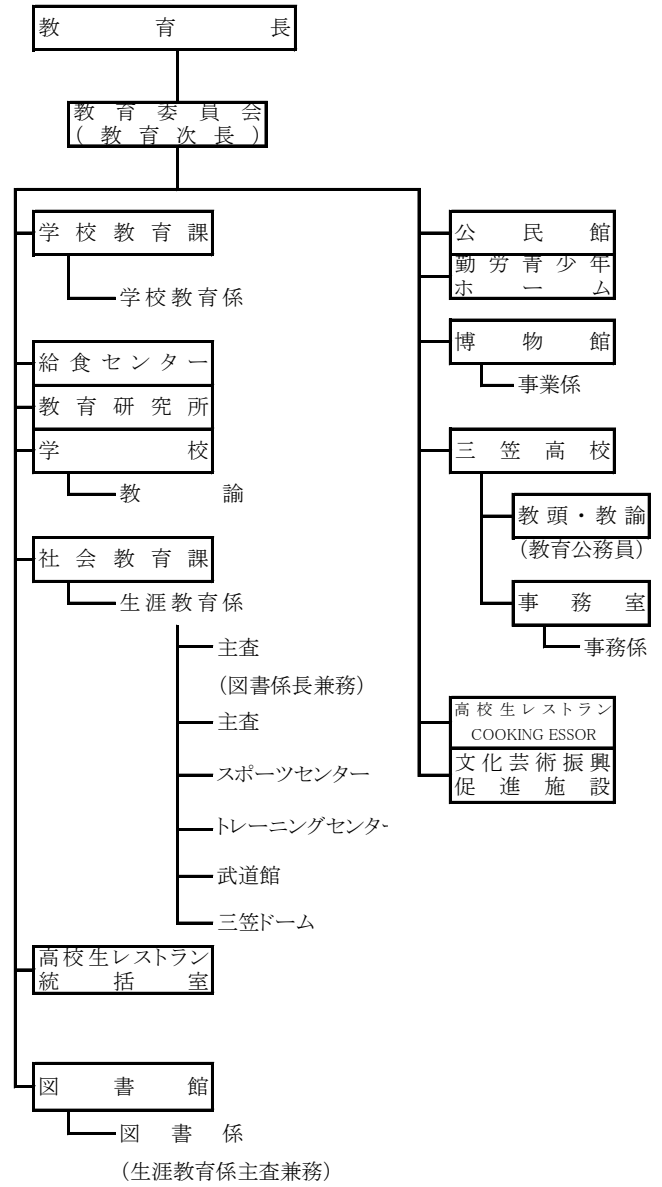 教育長
教育委員会
(教育次長)
学校教育課
学校教育係
給食センター
教育研究所
学校
教諭
社会教育課
生涯教育係
主査
(図書係長兼務)
主査
スポーツセンター
トレーニングセンター
武道館
三笠ドーム
高校生レストラン
統括室
図書館
図書係
(生涯教育係主査兼務)
公民館
勤労青少年
ホーム
博物館
事業係
三笠高校
教頭・教諭
(教育公務員)
事務室
事務係
高校生レストラン
COOKING ESSOR
文化芸術振興
促進施設